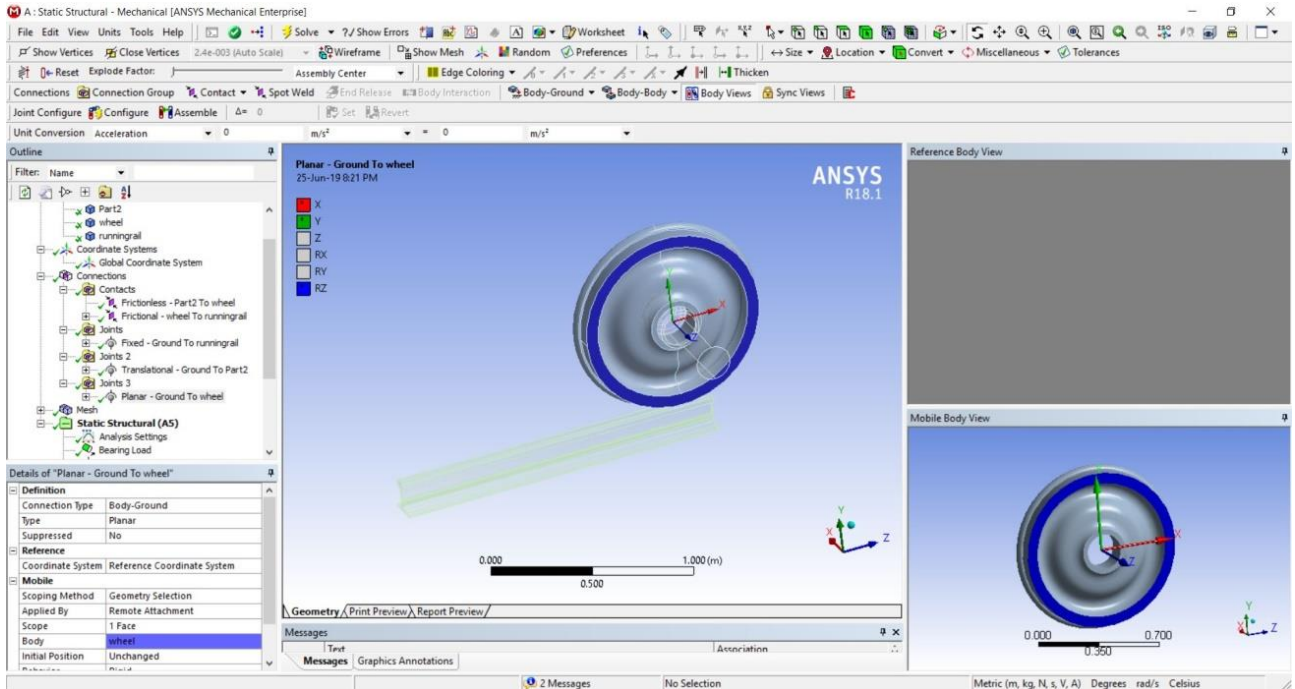 A : Static Structural - Mechanical [ANSYS Mechanical Enterprise]
File Edit View Units Tools Help Solve ?/ Show Errors Worksheet
Show Vertices Close Vertices 2.4e-003 (Auto Scale) Wireframe Show Mesh Random Preferences Size Location Convert Miscellaneous Tolerances
Reset Explode Factor: Assembly Center Edge Coloring Thicken
Connections Connection Group Contact Spot Weld End Release Body Interaction Body-Ground Body-Body Body Views Sync Views
Joint Configure Configure Assemble Δ= 0 Set Revert
Unit Conversion Acceleration 0 m/s² = 0 m/s²
Outline
Filter: Name
Part2
wheel
runningrail
Coordinate Systems
Global Coordinate System
Connections
Contacts
Frictionless - Part2 To wheel
Frictional - wheel To runningrail
Joints
Fixed - Ground To runningrail
Joints 2
Translational - Ground To Part2
Joints 3
Planar - Ground To wheel
Mesh
Static Structural (A5)
Analysis Settings
Bearing Load
Details of "Planar - Ground To wheel"
Definition
Connection Type Body-Ground
Type Planar
Suppressed No
Reference
Coordinate System Reference Coordinate System
Mobile
Scoping Method Geometry Selection
Applied By Remote Attachment
Scope 1 Face
Body wheel
Initial Position Unchanged
Behavior Rigid
Planar - Ground To wheel
25-Jun-19 8:21 PM
X
Y
Z
RX
RY
RZ
ANSYS
R18.1
Y
X
Z
Y
X
Z
0.000 1.000 (m)
0.500
Geometry Print Preview Report Preview
Messages
Text Association
Messages Graphics Annotations
Reference Body View
Mobile Body View
Y
X
Z
Y
X
Z
0.000 0.700
0.350
2 Messages No Selection Metric (m, kg, N, s, V, A) Degrees rad/s Celsius